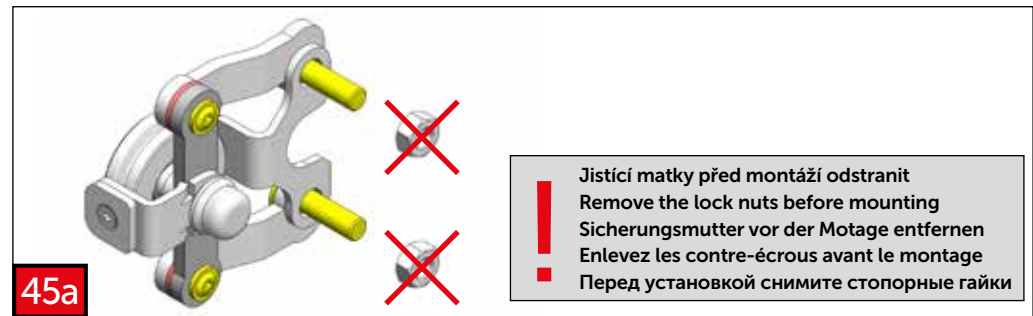 Jistící matky před montáží odstranit
Remove the lock nuts before mounting
Sicherungsmutter vor der Motage entfernen
Enlevez les contre-écrous avant le montage
Перед установкой снимите стопорные гайки
!
45a